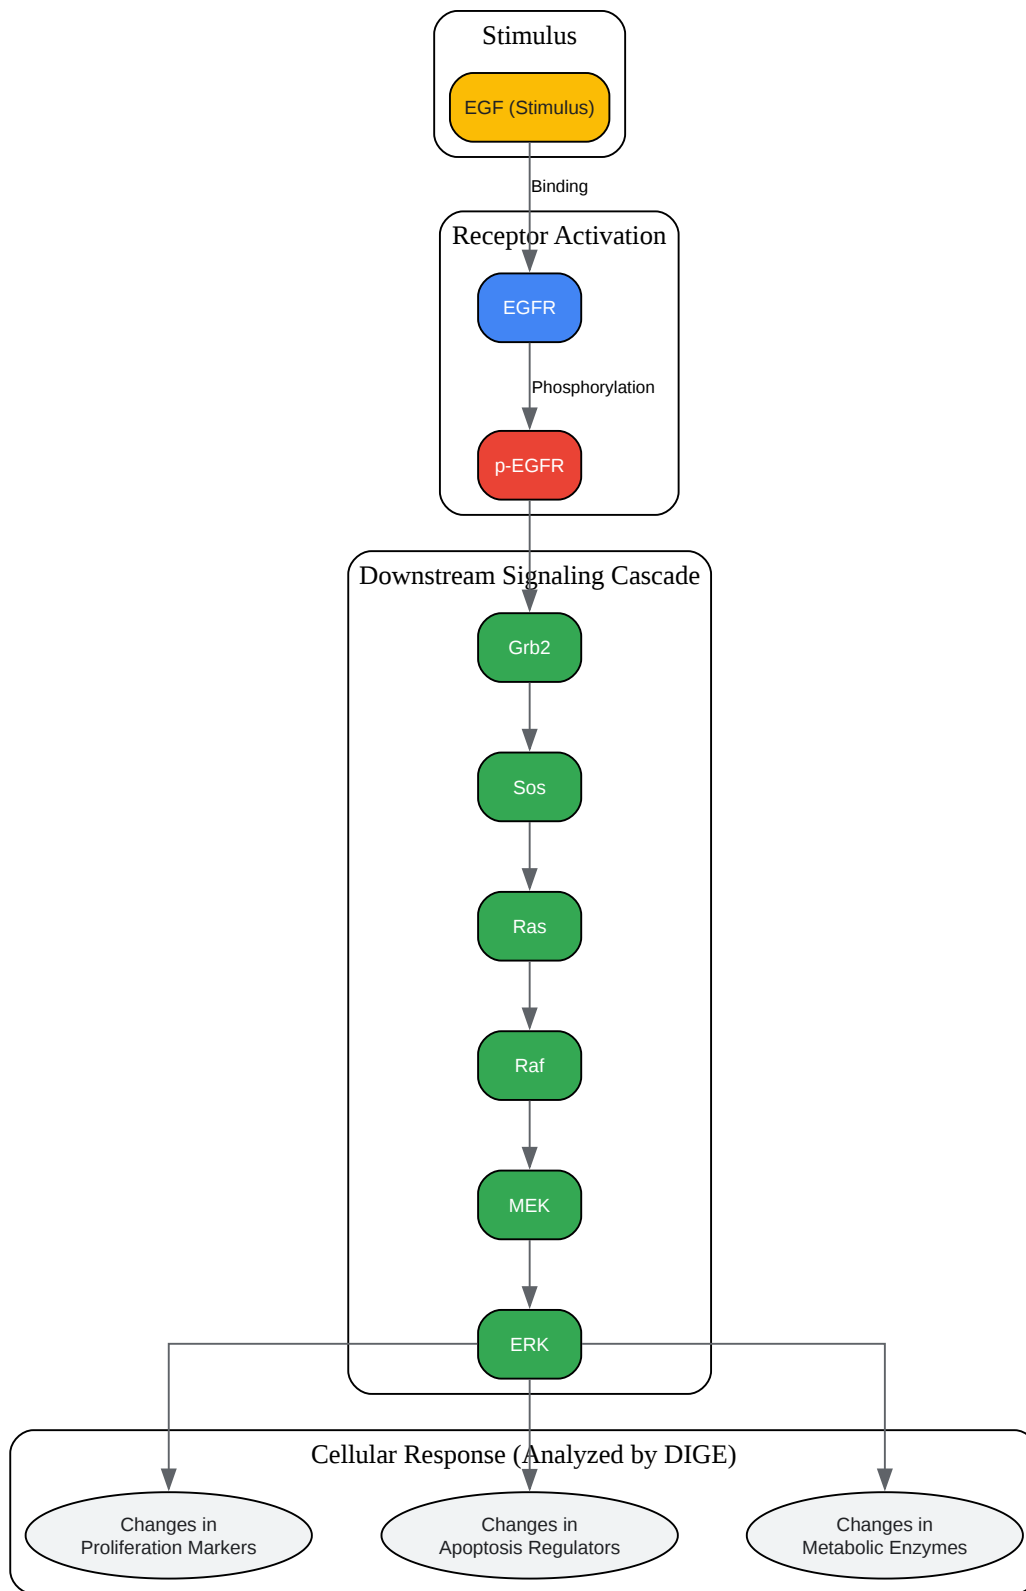 Stimulus
EGF (Stimulus)
Binding
Receptor Activation
EGFR
Phosphorylation
p-EGFR
Downstream Signaling Cascade
Grb2
Sos
Ras
Raf
MEK
ERK
Cellular Response (Analyzed by DIGE)
Changes in
Proliferation Markers
Changes in
Apoptosis Regulators
Changes in
Metabolic Enzymes